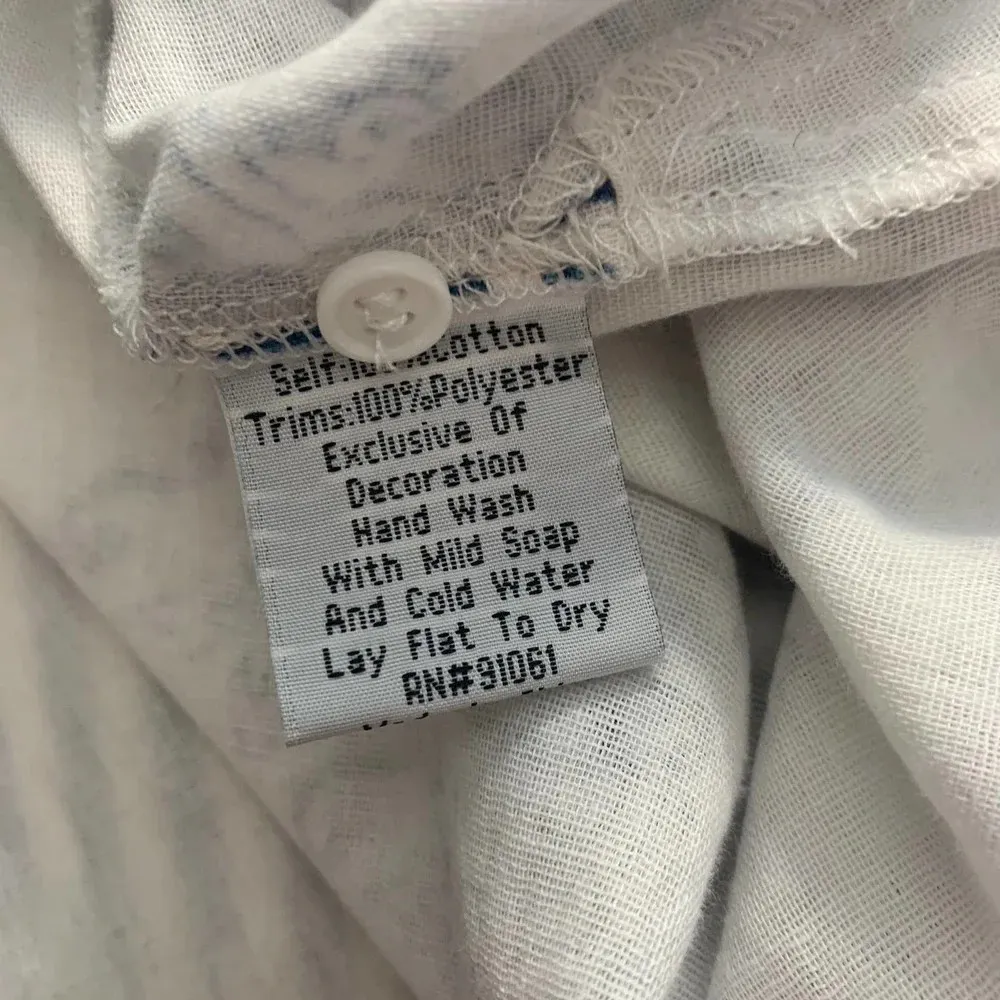 Cotton
Trims:100%Polyester
Exclusive Of
Decoration
Hand Wash
With Mild Soap
And Cold Water
Lay Flat To Dry
RN#91061